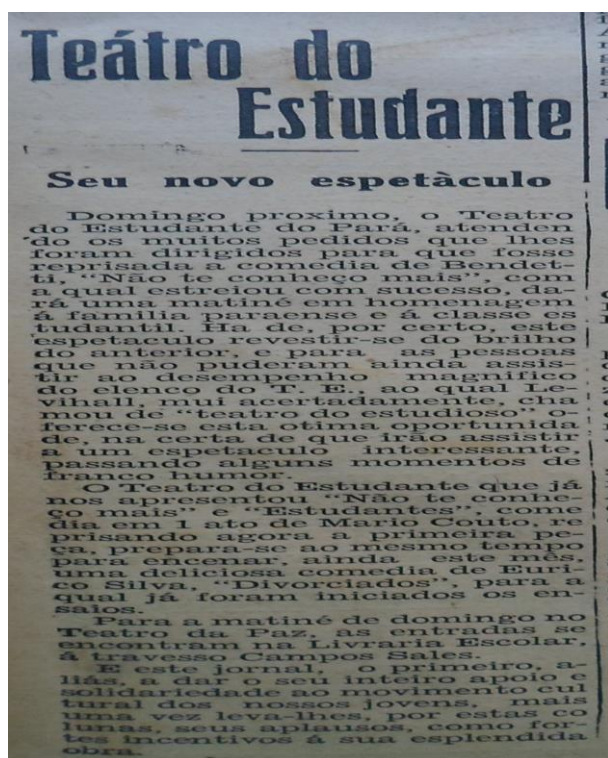 Teátro do
Estudante
Seu novo espetàculo
Domingo proximo, o Teatro
do Estudante do Pará, atenden
do os muitos pedidos que lhes
foram dirigidos para que fosse
reprisada a comedia de Bendet-
ti, "Não te conheço mais", com
a qual estreiou com sucesso, da-
rá uma matiné em homenagem
á familia paraense e á classe es
tudantil. Ha de, por certo, este
espetaculo revestir-se do brilho
do anterior, e para as pessoas
que não puderam ainda assis-
tir ao desempenho magnifico
do elenco do T. E., ao qual Le-
vihall mui acertadamente, cha
mou de "teatro do estudioso" o-
ferece-se esta otima oportunida
de, na certa de que irão assistir
a um espetaculo interessante,
passando alguns momentos de
franco humor.
O Teatro do Estudante que já
nos apresentou "Não te conhe-
ço mais" e "Estudantes", come
dia em 1 ato de Mario Couto, re
prisando agora a primeira pe-
ça, prepara-se ao mesmo tempo
para encenar, ainda este mês,
uma deliciosa comedia de Euri-
co Silva, "Divorciados", para a
qual já foram iniciados os en-
saios.
Para a matiné de domingo no
Teatro da Paz, as entradas se
encontram na Livraria Escolar,
á travesso Campos Sales.
E este jornal, o primeiro, a-
liás, a dar o seu inteiro apoio e
solidariedade ao movimento cul
tural dos nossos jovens, mais
uma vez leva-lhes, por estas co
lunas, seus aplausos, como for-
tes incentivos á sua esplendida
obra.